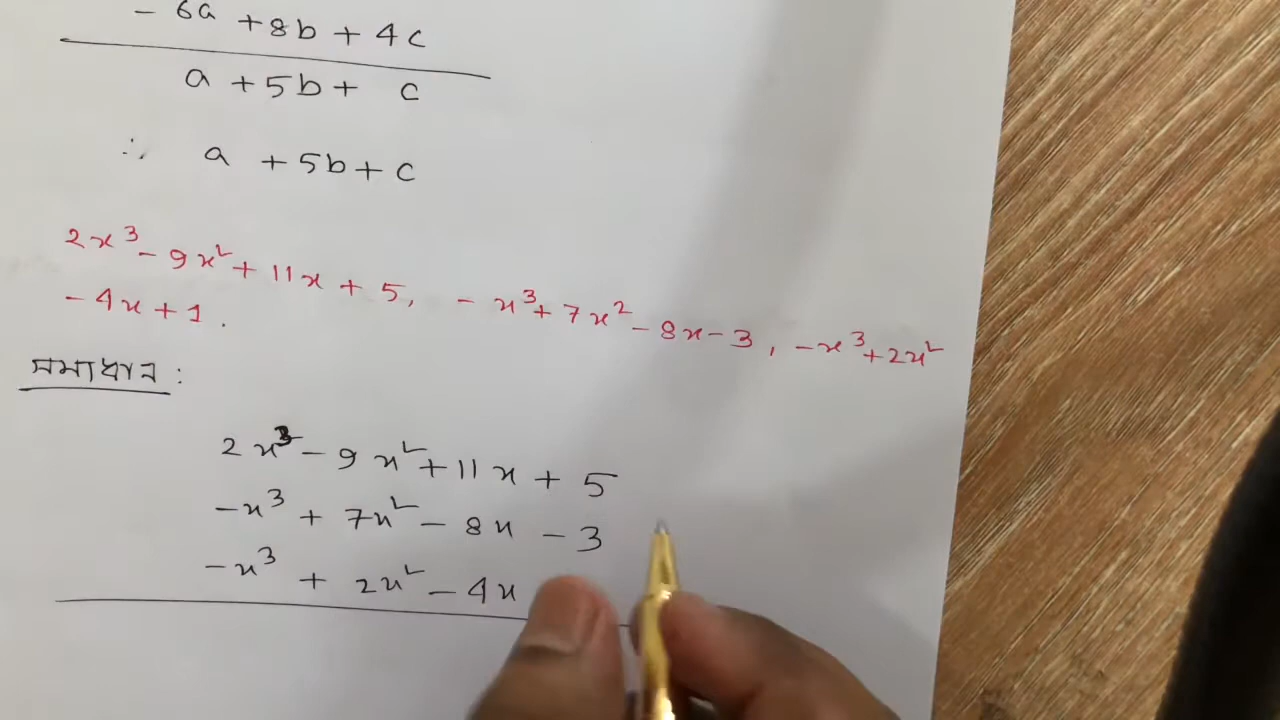 - 6a + 8b + 4c
a + 5b + c
∴ a + 5b + c
2x³ - 9x² + 11x + 5, - x³ + 7x² - 8x - 3, - x³ + 2x²
- 4x + 1.
সমাধান :
2x³ - 9x² + 11x + 5
- x³ + 7x² - 8x - 3
- x³ + 2x² - 4x